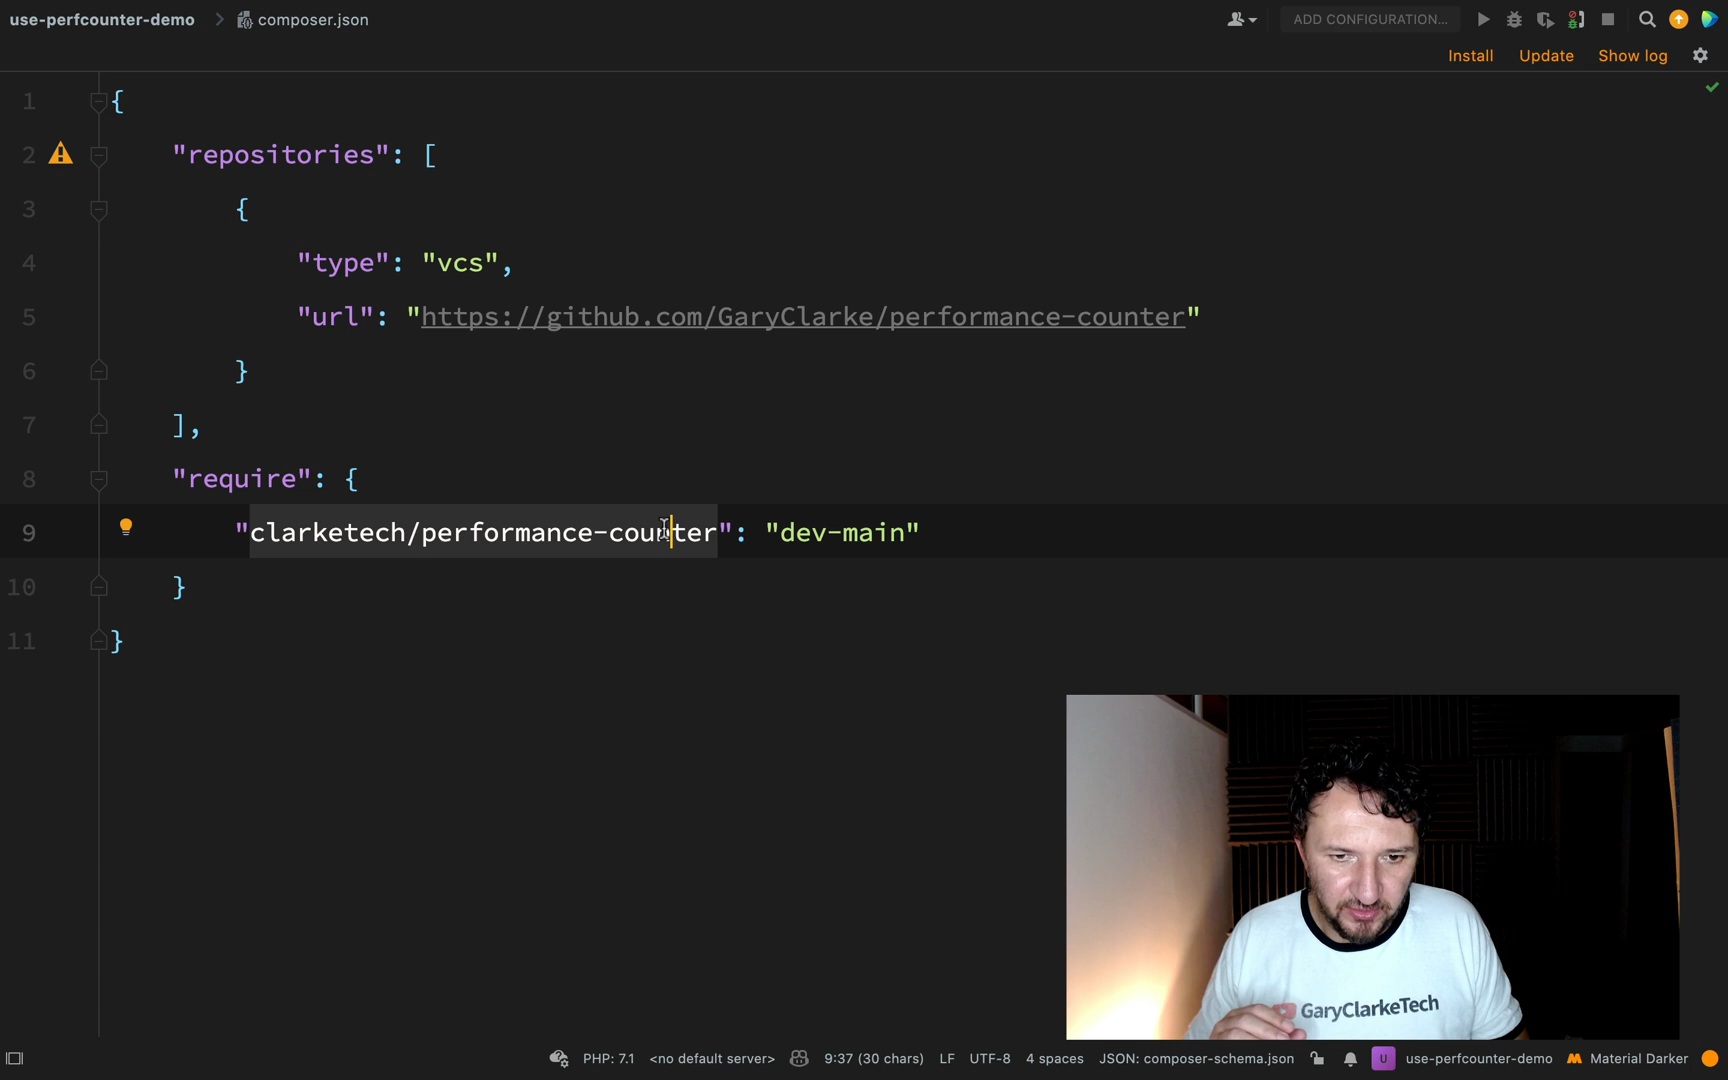 use-perfcounter-demo > composer.json
ADD CONFIGURATION...
Install Update Show log
1 {
2 "repositories": [
3 {
4 "type": "vcs",
5 "url": "https://github.com/GaryClarke/performance-counter"
6 }
7 ],
8 "require": {
9 "clarketech/performance-counter": "dev-main"
10 }
11 }
GaryClarkeTech
PHP: 7.1 <no default server> 9:37 (30 chars) LF UTF-8 4 spaces JSON: composer-schema.json U use-perfcounter-demo Material Darker